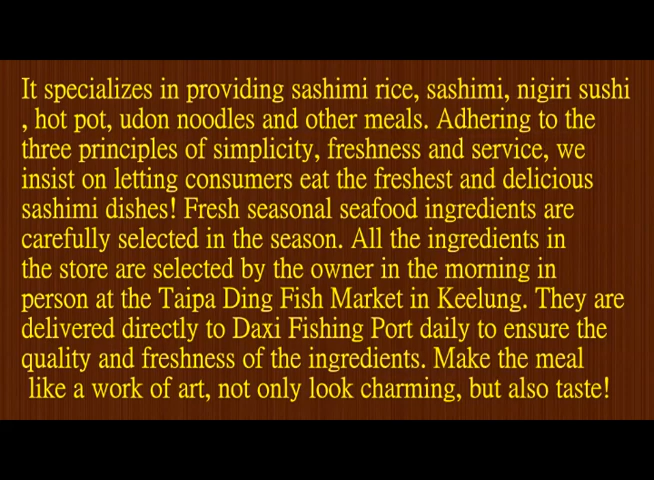 It specializes in providing sashimi rice, sashimi, nigiri sushi
, hot pot, udon noodles and other meals. Adhering to the
three principles of simplicity, freshness and service, we
insist on letting consumers eat the freshest and delicious
sashimi dishes! Fresh seasonal seafood ingredients are
carefully selected in the season. All the ingredients in
the store are selected by the owner in the morning in
person at the Taipa Ding Fish Market in Keelung. They are
delivered directly to Daxi Fishing Port daily to ensure the
quality and freshness of the ingredients. Make the meal
like a work of art, not only look charming, but also taste!